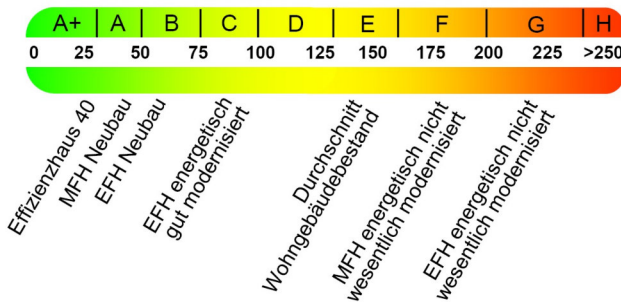 A+ A B C D E F G H
0 25 50 75 100 125 150 175 200 225 >250
Effizienzhaus 40
MFH Neubau
EFH Neubau
EFH energetisch
gut modernisiert
Durchschnitt
Wohngebäudebestand
MFH energetisch nicht
wesentlich modernisiert
EFH energetisch nicht
wesentlich modernisiert